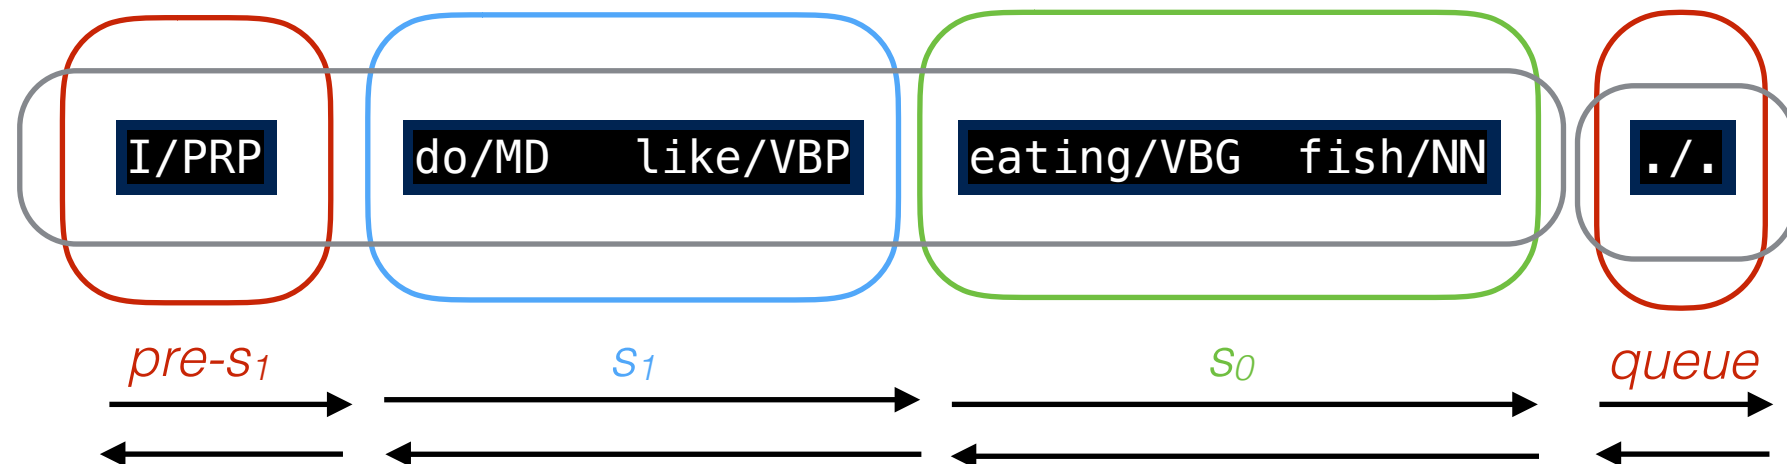 I/PRP do/MD like/VBP eating/VBG fish/NN ./.
pre-s1 s1 s0 queue